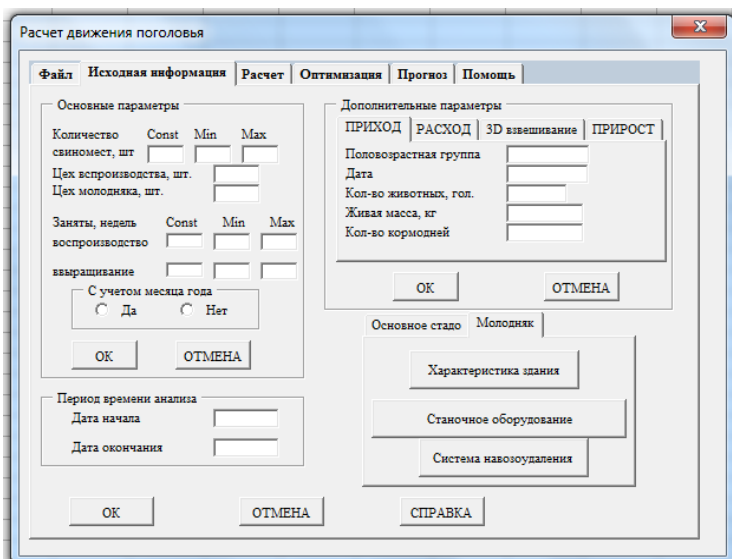 Расчет движения поголовья
Файл Исходная информация Расчет Оптимизация Прогноз Помощь
Основные параметры
Количество Const Min Max
свиномест, шт
Цех вспроизводства, шт.
Цех молодняка, шт.
Заняты, недель Const Min Max
воспроизводство
ввыращивание
С учетом месяца года
Да Нет
ОК ОТМЕНА
Период времени анализа
Дата начала
Дата окончания
Дополнительные параметры
ПРИХОД РАСХОД 3D взвешивание ПРИРОСТ
Половозрастная группа
Дата
Кол-во животных, гол.
Живая масса, кг
Кол-во кормодней
ОК ОТМЕНА
Основное стадо Молодняк
Характеристика здания
Станочное оборудование
Система навозоудаления
ОК ОТМЕНА СПРАВКА